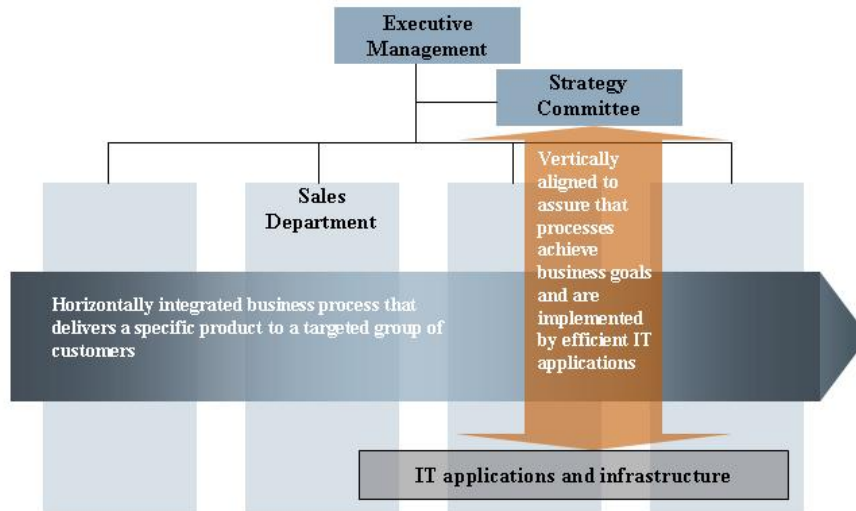 Executive
Management
Strategy
Committee
Sales
Department
Vertically
aligned to
assure that
processes
achieve
business goals
and are
implemented
by efficient IT
applications
Horizontally integrated business process that
delivers a specific product to a targeted group of
customers
IT applications and infrastructure